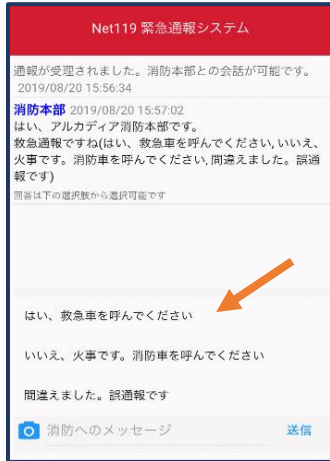 Net119 緊急通報システム
通報が受理されました。消防本部との会話が可能です。
2019/08/20 15:56:34
消防本部 2019/08/20 15:57:02
はい、アルカディア消防本部です。
救急通報ですね(はい、救急車を呼んでください, いいえ、
火事です。消防車を呼んでください, 間違えました。誤通
報です)
回答は下の選択肢から選択可能です
はい、救急車を呼んでください
いいえ、火事です。消防車を呼んでください
間違えました。誤通報です
消防へのメッセージ
送信